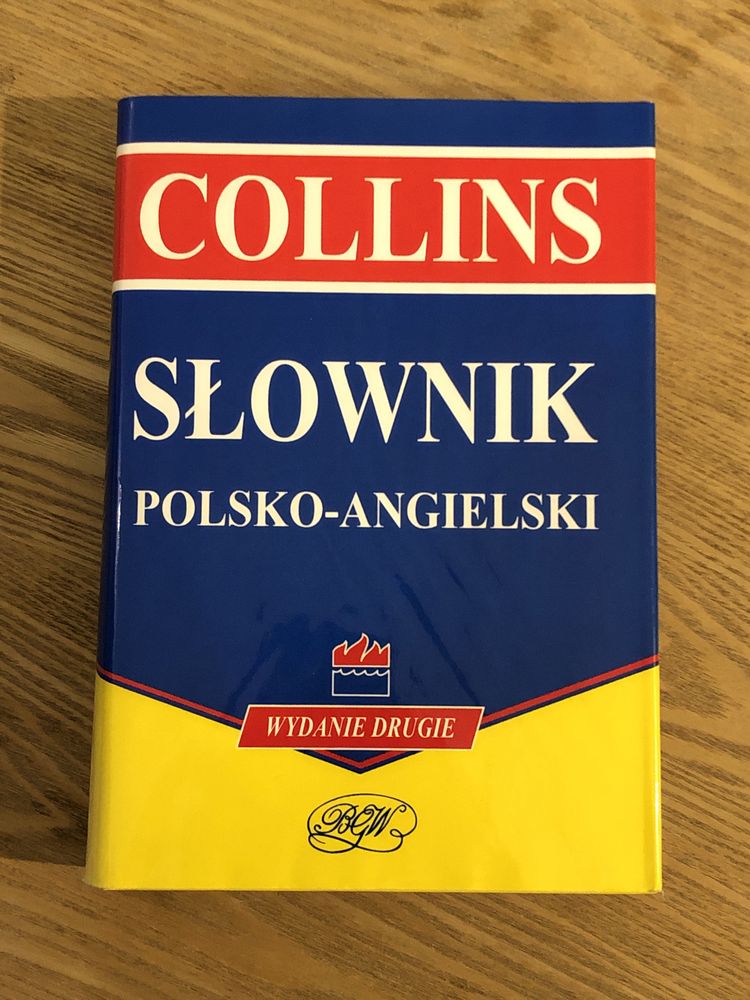 COLLINS
SŁOWNIK
POLSKO-ANGIELSKI
WYDANIE DRUGIE
BGW